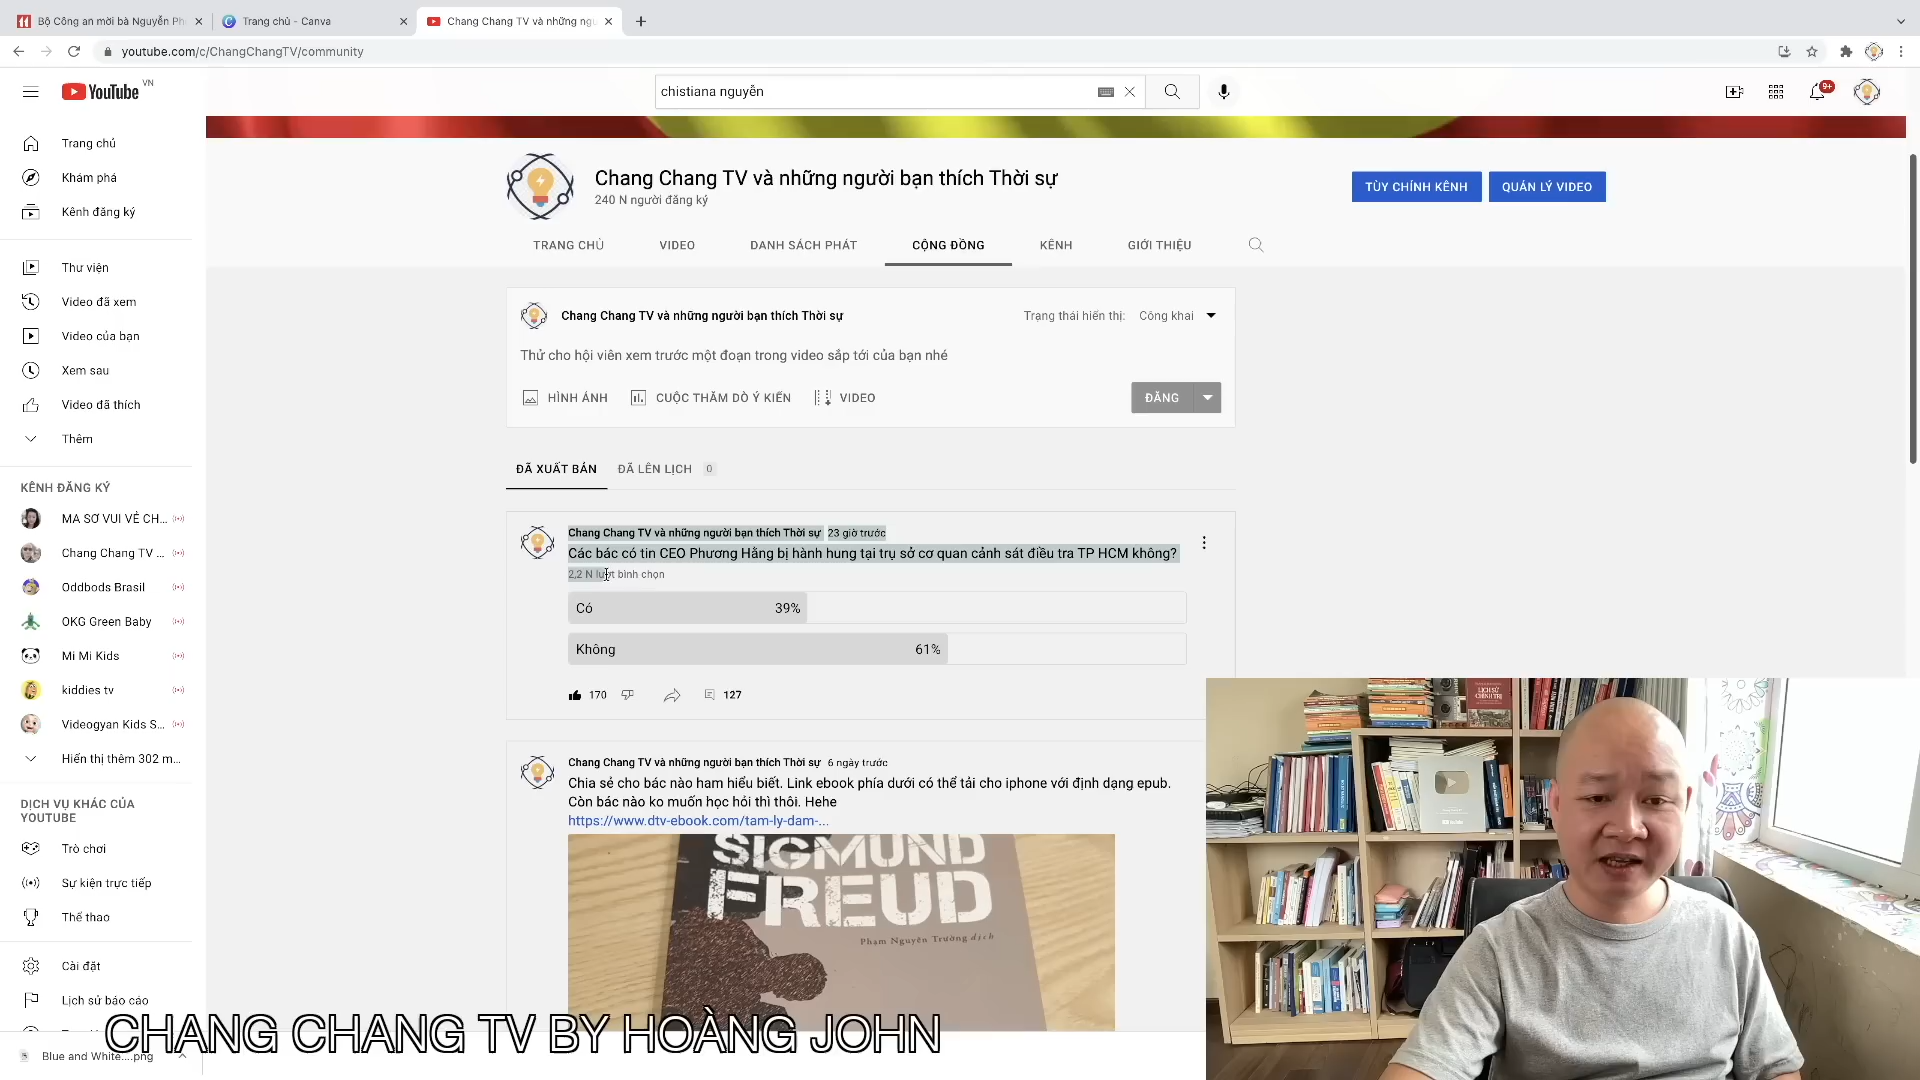 Bộ Công an mời bà Nguyễn Ph
Trang chủ - Canva
Chang Chang TV và những ngư
youtube.com/c/ChangChangTV/community
YouTube VN
chistiana nguyễn
9+
Trang chủ
Khám phá
Kênh đăng ký
Thư viện
Video đã xem
Video của bạn
Xem sau
Video đã thích
Thêm
KÊNH ĐĂNG KÝ
MA SƠ VUI VẺ CH...
Chang Chang TV ...
Oddbods Brasil
OKG Green Baby
Mi Mi Kids
kiddies tv
Videogyan Kids S...
Hiển thị thêm 302 m...
DỊCH VỤ KHÁC CỦA
YOUTUBE
Trò chơi
Sự kiện trực tiếp
Thể thao
Cài đặt
Lịch sử báo cáo
Chang Chang TV và những người bạn thích Thời sự
240 N người đăng ký
TÙY CHỈNH KÊNH
QUẢN LÝ VIDEO
TRANG CHỦ VIDEO DANH SÁCH PHÁT CỘNG ĐỒNG KÊNH GIỚI THIỆU
Chang Chang TV và những người bạn thích Thời sự
Trạng thái hiển thị: Công khai
Thử cho hội viên xem trước một đoạn trong video sắp tới của bạn nhé
HÌNH ẢNH CUỘC THĂM DÒ Ý KIẾN VIDEO
ĐĂNG
ĐÃ XUẤT BẢN ĐÃ LÊN LỊCH 0
Chang Chang TV và những người bạn thích Thời sự 23 giờ trước
Các bác có tin CEO Phương Hằng bị hành hung tại trụ sở cơ quan cảnh sát điều tra TP HCM không?
2,2 N lượt bình chọn
Có 39%
Không 61%
170 127
Chang Chang TV và những người bạn thích Thời sự 6 ngày trước
Chia sẻ cho bác nào ham hiểu biết. Link ebook phía dưới có thể tải cho iphone với định dạng epub.
Còn bác nào ko muốn học hỏi thì thôi. Hehe
https://www.dtv-ebook.com/tam-ly-dam-...
SIGMUND
FREUD
Phạm Nguyên Trường dịch
CHANG CHANG TV BY HOÀNG JOHN
Blue and White....png